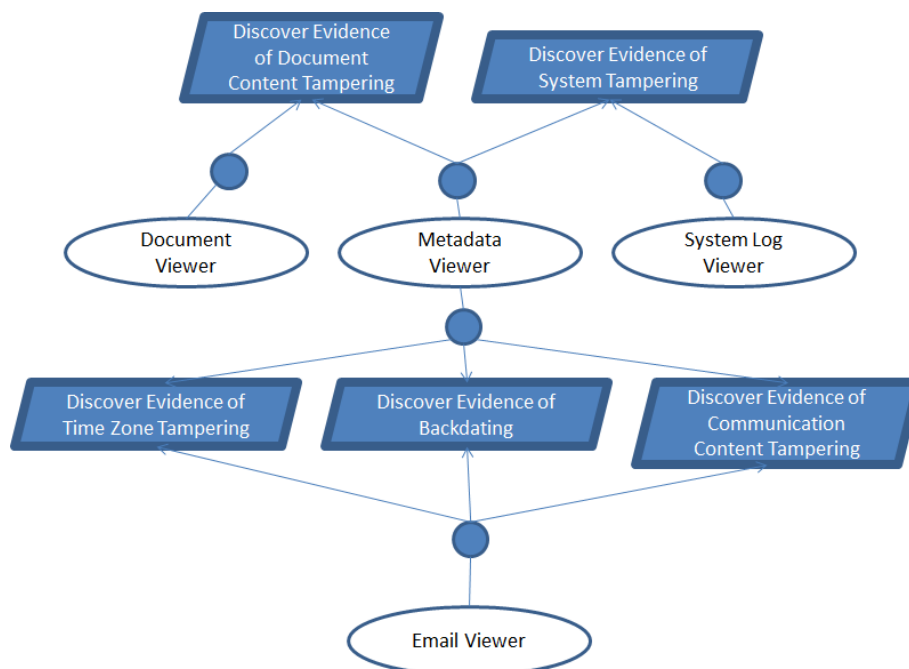 Discover Evidence
of Document
Content Tampering
Discover Evidence of
System Tampering
Document
Viewer
Metadata
Viewer
System Log
Viewer
Discover Evidence of
Time Zone Tampering
Discover Evidence of
Backdating
Discover Evidence of
Communication
Content Tampering
Email Viewer